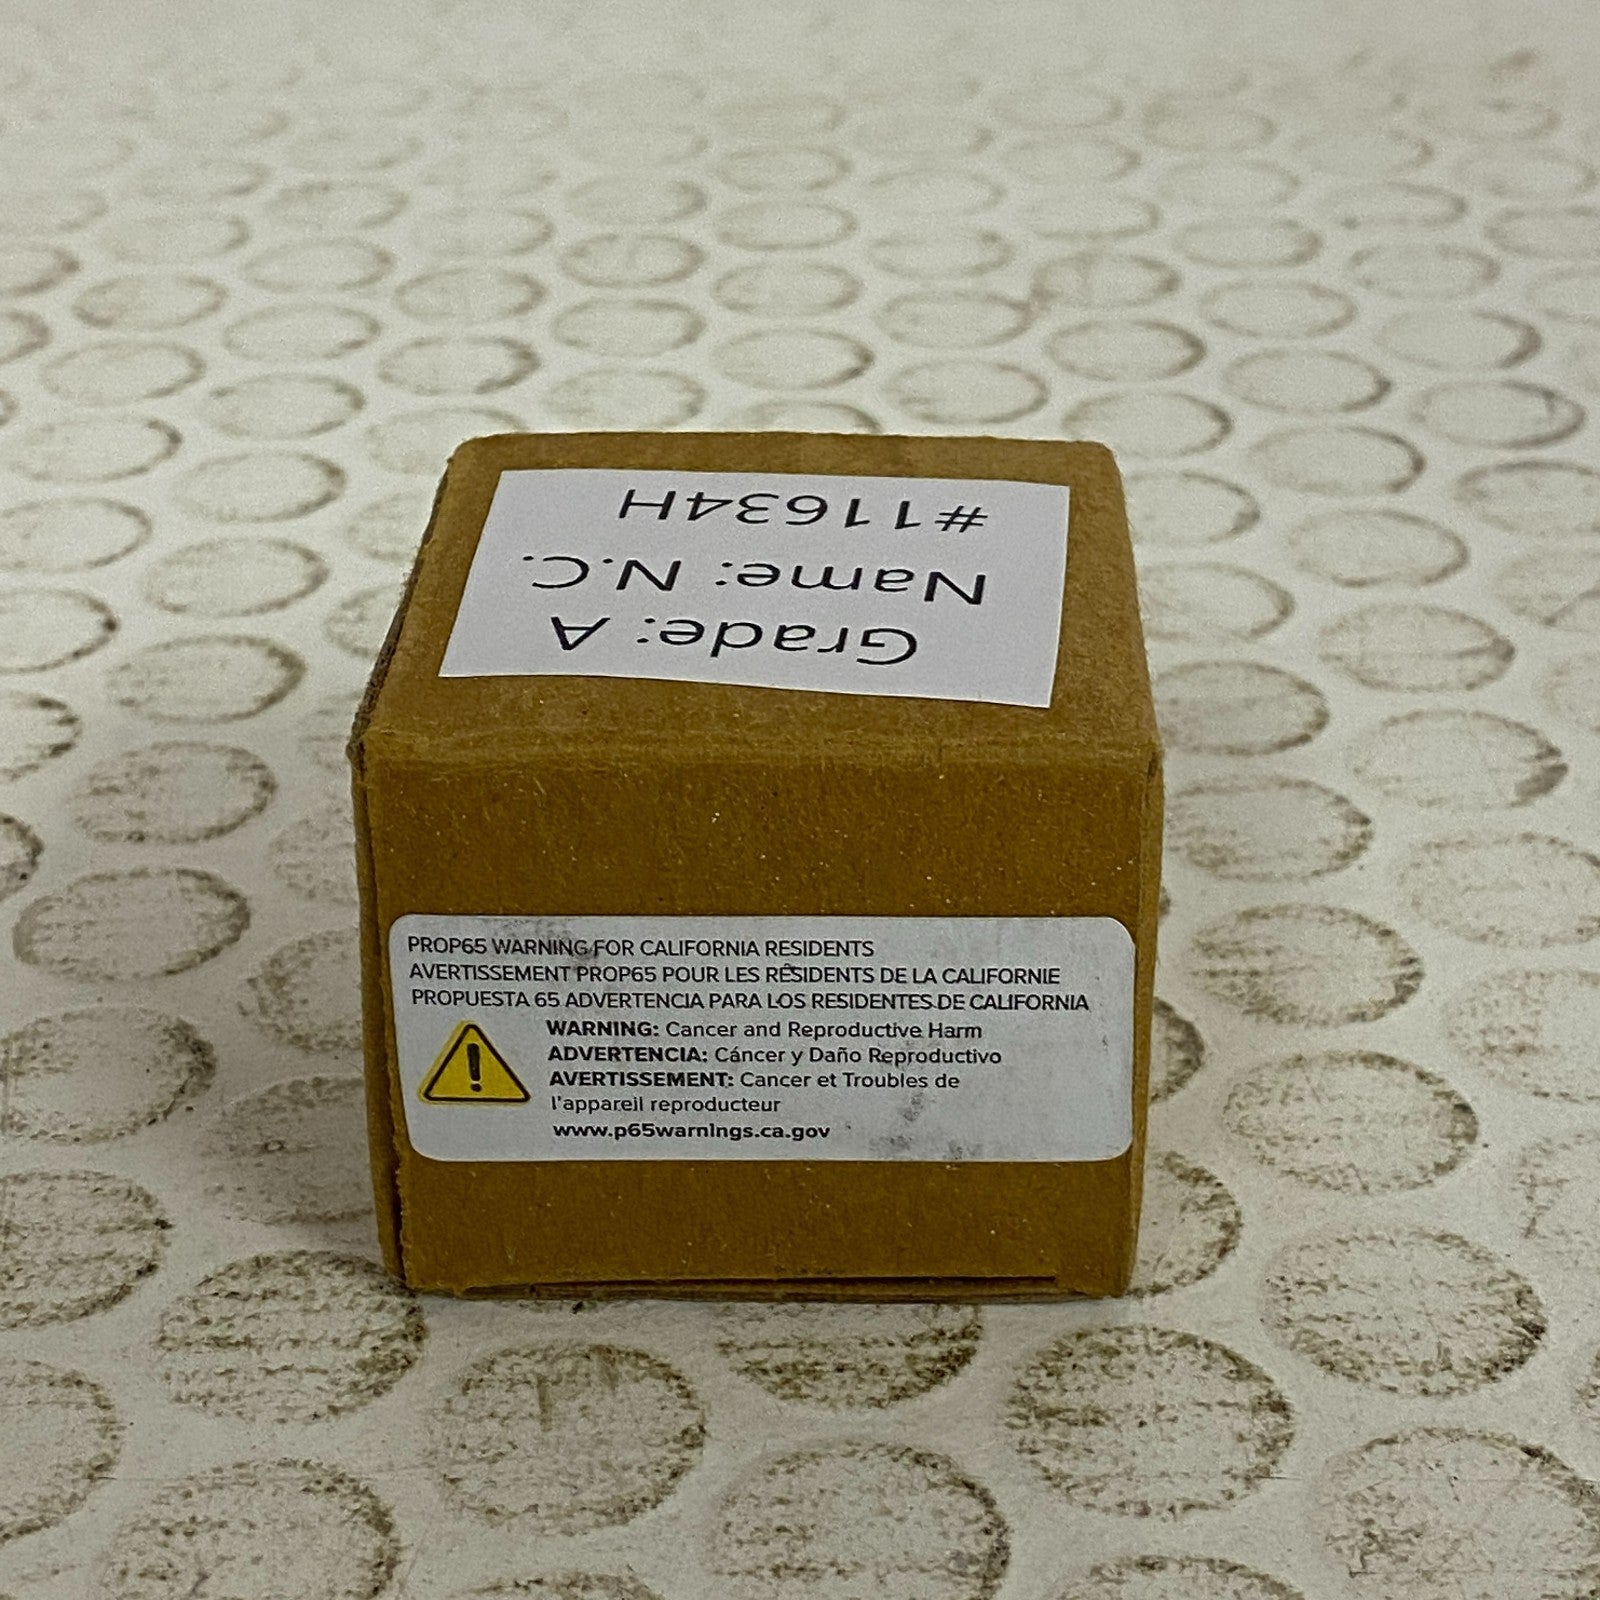 Grade: A
Name: N.C.
#11634H
PROP65 WARNING FOR CALIFORNIA RESIDENTS
AVERTISSEMENT PROP65 POUR LES RÉSIDENTS DE LA CALIFORNIE
PROPUESTA 65 ADVERTENCIA PARA LOS RESIDENTES DE CALIFORNIA
WARNING: Cancer and Reproductive Harm
ADVERTENCIA: Cáncer y Daño Reproductivo
AVERTISSEMENT: Cancer et Troubles de
l'appareil reproducteur
www.p65warnings.ca.gov